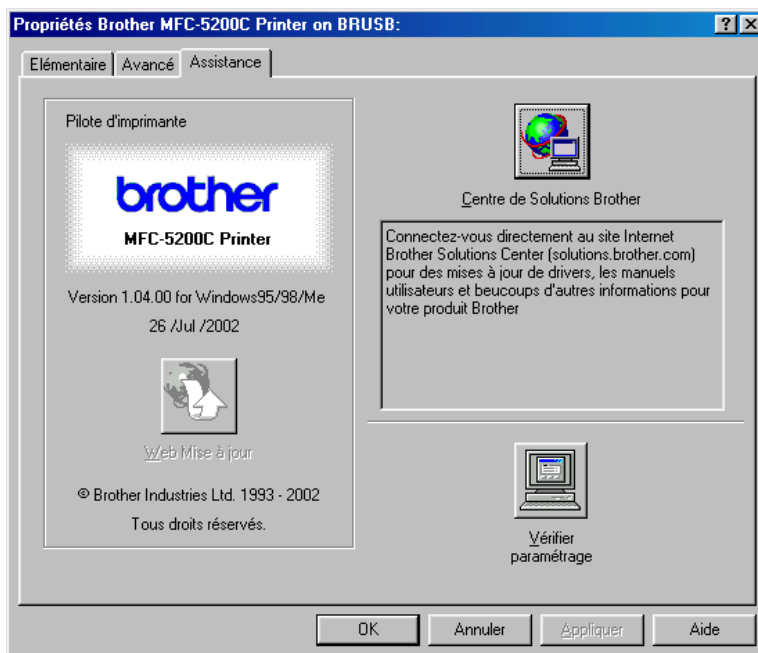 Propriétés Brother MFC-5200C Printer on BRUSB:
Elémentaire
Avancé
Assistance
Pilote d'imprimante
brother
MFC-5200C Printer
Version 1.04.00 for Windows95/98/Me
26 /Jul /2002
Web Mise à jour
© Brother Industries Ltd. 1993 - 2002
Tous droits réservés.
Centre de Solutions Brother
Connectez-vous directement au site Internet
Brother Solutions Center (solutions.brother.com)
pour des mises à jour de drivers, les manuels
utilisateurs et beucoups d'autres informations pour
votre produit Brother
Vérifier
paramétrage
OK
Annuler
Appliquer
Aide